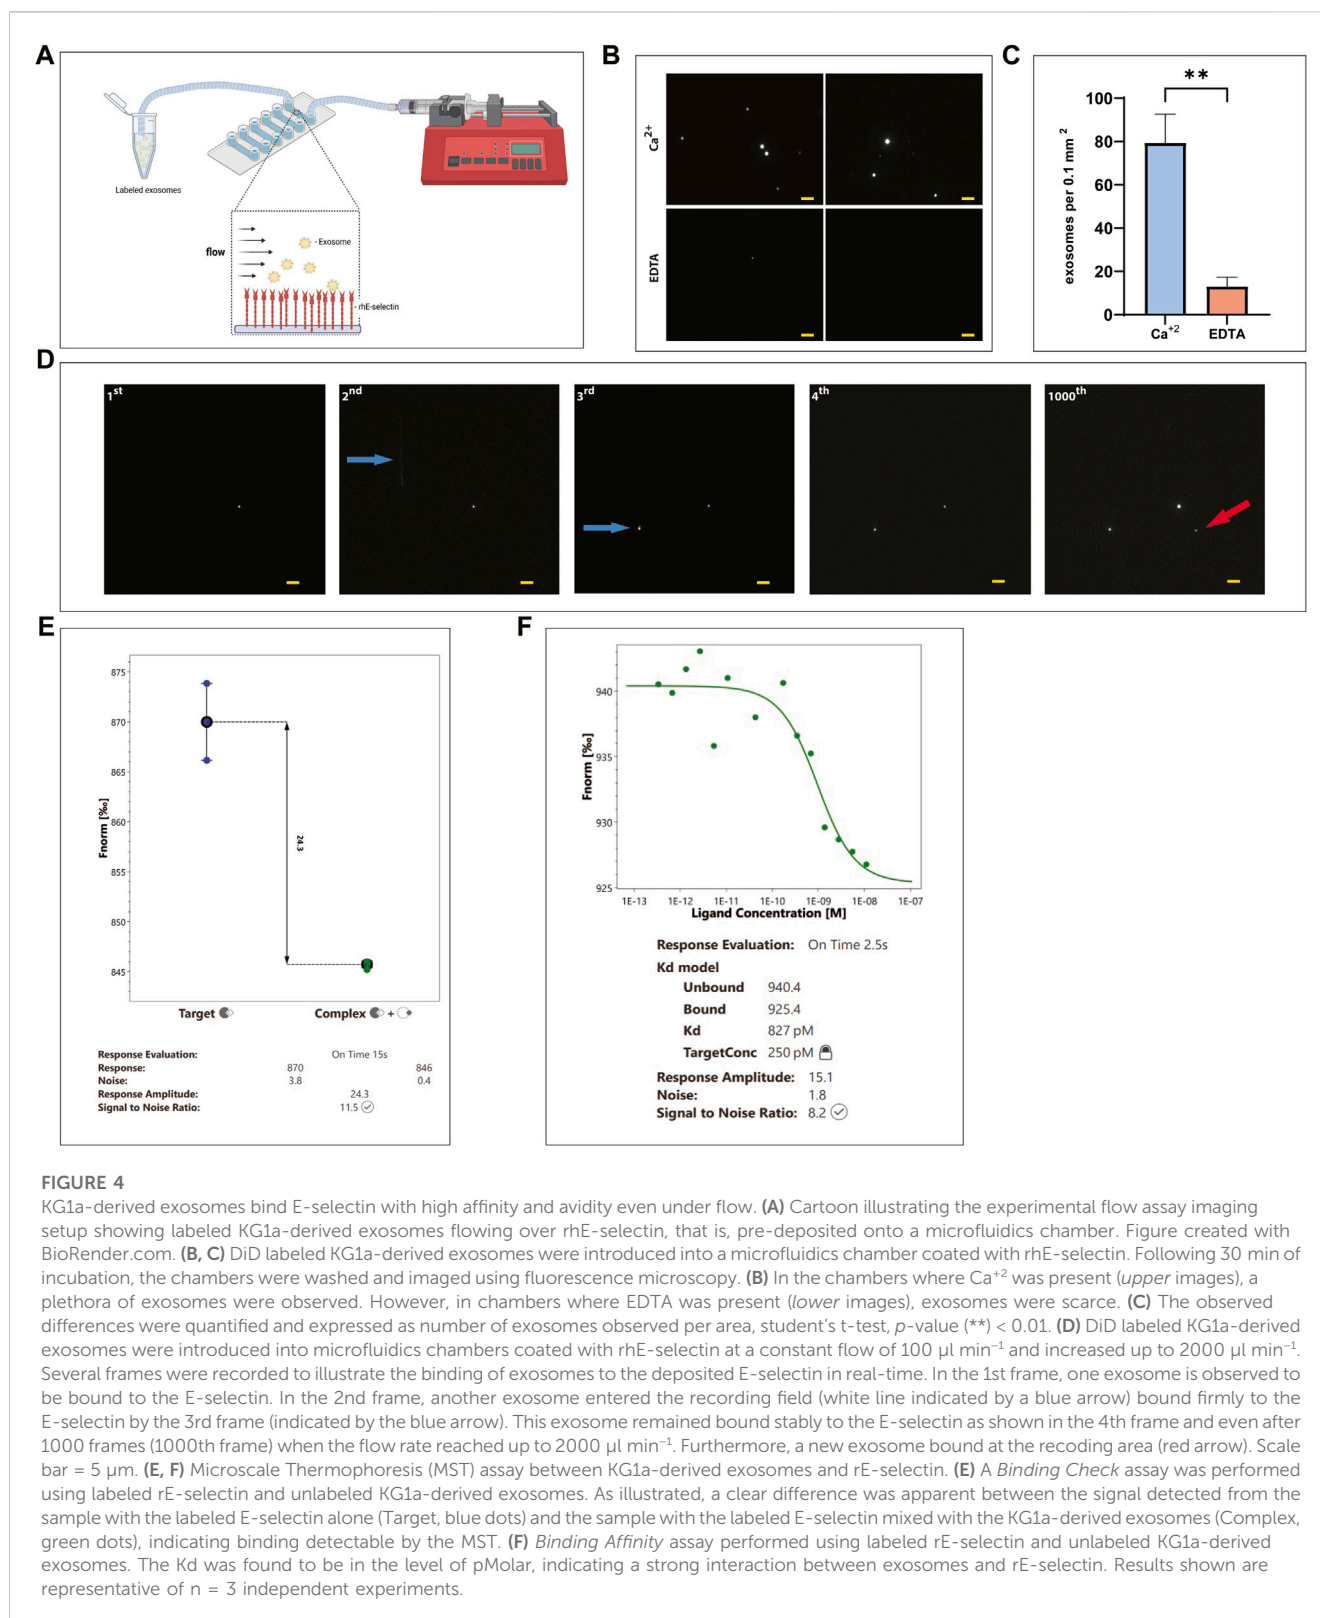 A
Labeled exosomes
flow
- Exosome
- rhE-selectin
B
Ca2+
EDTA
C
**
exosomes per 0.1 mm 2
100
80
60
40
20
0
Ca+2
EDTA
D
1st
2nd
3rd
4th
1000th
E
875
870
865
860
855
850
845
Fnorm [‰]
24.3
Target
Complex
+
Response Evaluation: On Time 15s
Response: 870 846
Noise: 3.8 0.4
Response Amplitude: 24.3
Signal to Noise Ratio: 11.5
F
940
935
930
925
Fnorm [‰]
1E-13 1E-12 1E-11 1E-10 1E-09 1E-08 1E-07
Ligand Concentration [M]
Response Evaluation: On Time 2.5s
Kd model
Unbound 940.4
Bound 925.4
Kd 827 pM
TargetConc 250 pM
Response Amplitude: 15.1
Noise: 1.8
Signal to Noise Ratio: 8.2
FIGURE 4
KG1a-derived exosomes bind E-selectin with high affinity and avidity even under flow. (A) Cartoon illustrating the experimental flow assay imaging
setup showing labeled KG1a-derived exosomes flowing over rhE-selectin, that is, pre-deposited onto a microfluidics chamber. Figure created with
BioRender.com. (B, C) DiD labeled KG1a-derived exosomes were introduced into a microfluidics chamber coated with rhE-selectin. Following 30 min of
incubation, the chambers were washed and imaged using fluorescence microscopy. (B) In the chambers where Ca+2 was present (upper images), a
plethora of exosomes were observed. However, in chambers where EDTA was present (lower images), exosomes were scarce. (C) The observed
differences were quantified and expressed as number of exosomes observed per area, student's t-test, p-value (**) < 0.01. (D) DiD labeled KG1a-derived
exosomes were introduced into microfluidics chambers coated with rhE-selectin at a constant flow of 100 µl min−1 and increased up to 2000 µl min−1.
Several frames were recorded to illustrate the binding of exosomes to the deposited E-selectin in real-time. In the 1st frame, one exosome is observed to
be bound to the E-selectin. In the 2nd frame, another exosome entered the recording field (white line indicated by a blue arrow) bound firmly to the
E-selectin by the 3rd frame (indicated by the blue arrow). This exosome remained bound stably to the E-selectin as shown in the 4th frame and even after
1000 frames (1000th frame) when the flow rate reached up to 2000 µl min−1. Furthermore, a new exosome bound at the recoding area (red arrow). Scale
bar = 5 µm. (E, F) Microscale Thermophoresis (MST) assay between KG1a-derived exosomes and rE-selectin. (E) A Binding Check assay was performed
using labeled rE-selectin and unlabeled KG1a-derived exosomes. As illustrated, a clear difference was apparent between the signal detected from the
sample with the labeled E-selectin alone (Target, blue dots) and the sample with the labeled E-selectin mixed with the KG1a-derived exosomes (Complex,
green dots), indicating binding detectable by the MST. (F) Binding Affinity assay performed using labeled rE-selectin and unlabeled KG1a-derived
exosomes. The Kd was found to be in the level of pMolar, indicating a strong interaction between exosomes and rE-selectin. Results shown are
representative of n = 3 independent experiments.